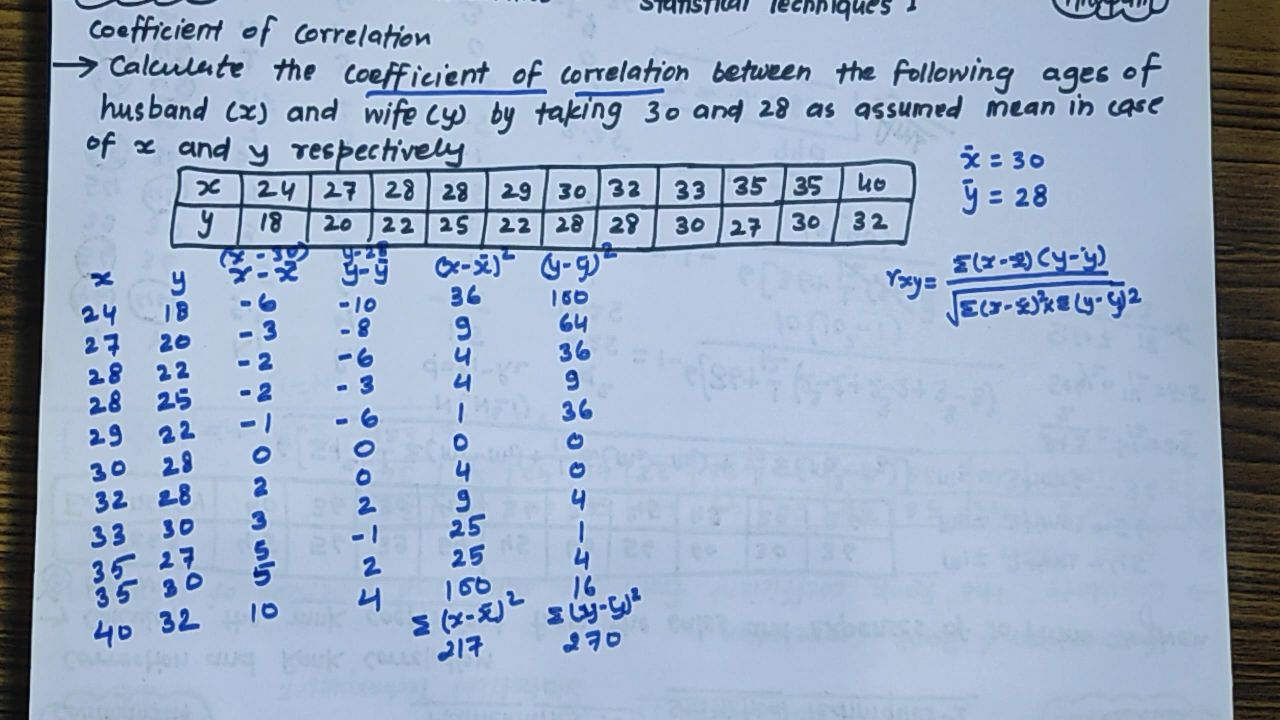 Statistical Techniques 1
Coefficient of correlation
→ Calculate the coefficient of correlation between the following ages of
husband (x) and wife (y) by taking 30 and 28 as assumed mean in case
of x and y respectively
x̄ = 30
ȳ = 28
x 24 27 28 28 29 30 32 33 35 35 40
y 18 20 22 25 22 28 28 30 27 30 32
(x - 30) y-28
x y x - x̄ y-ȳ (x-x̄)² (y-ȳ)²
rxy = Σ(x-x̄)(y-ȳ)
√Σ(x-x̄)²xΣ(y-ȳ)2
24 18 -6 -10 36 100
27 20 -3 -8 9 64
28 22 -2 -6 4 36
28 25 -2 -3 4 9
29 22 -1 -6 1 36
30 28 0 0 0 0
32 28 2 0 4 0
33 30 3 2 9 4
35 27 5 -1 25 1
35 30 5 2 25 4
40 32 10 4 100 16
Σ(x-x̄)² Σ(y-ȳ)²
217 270